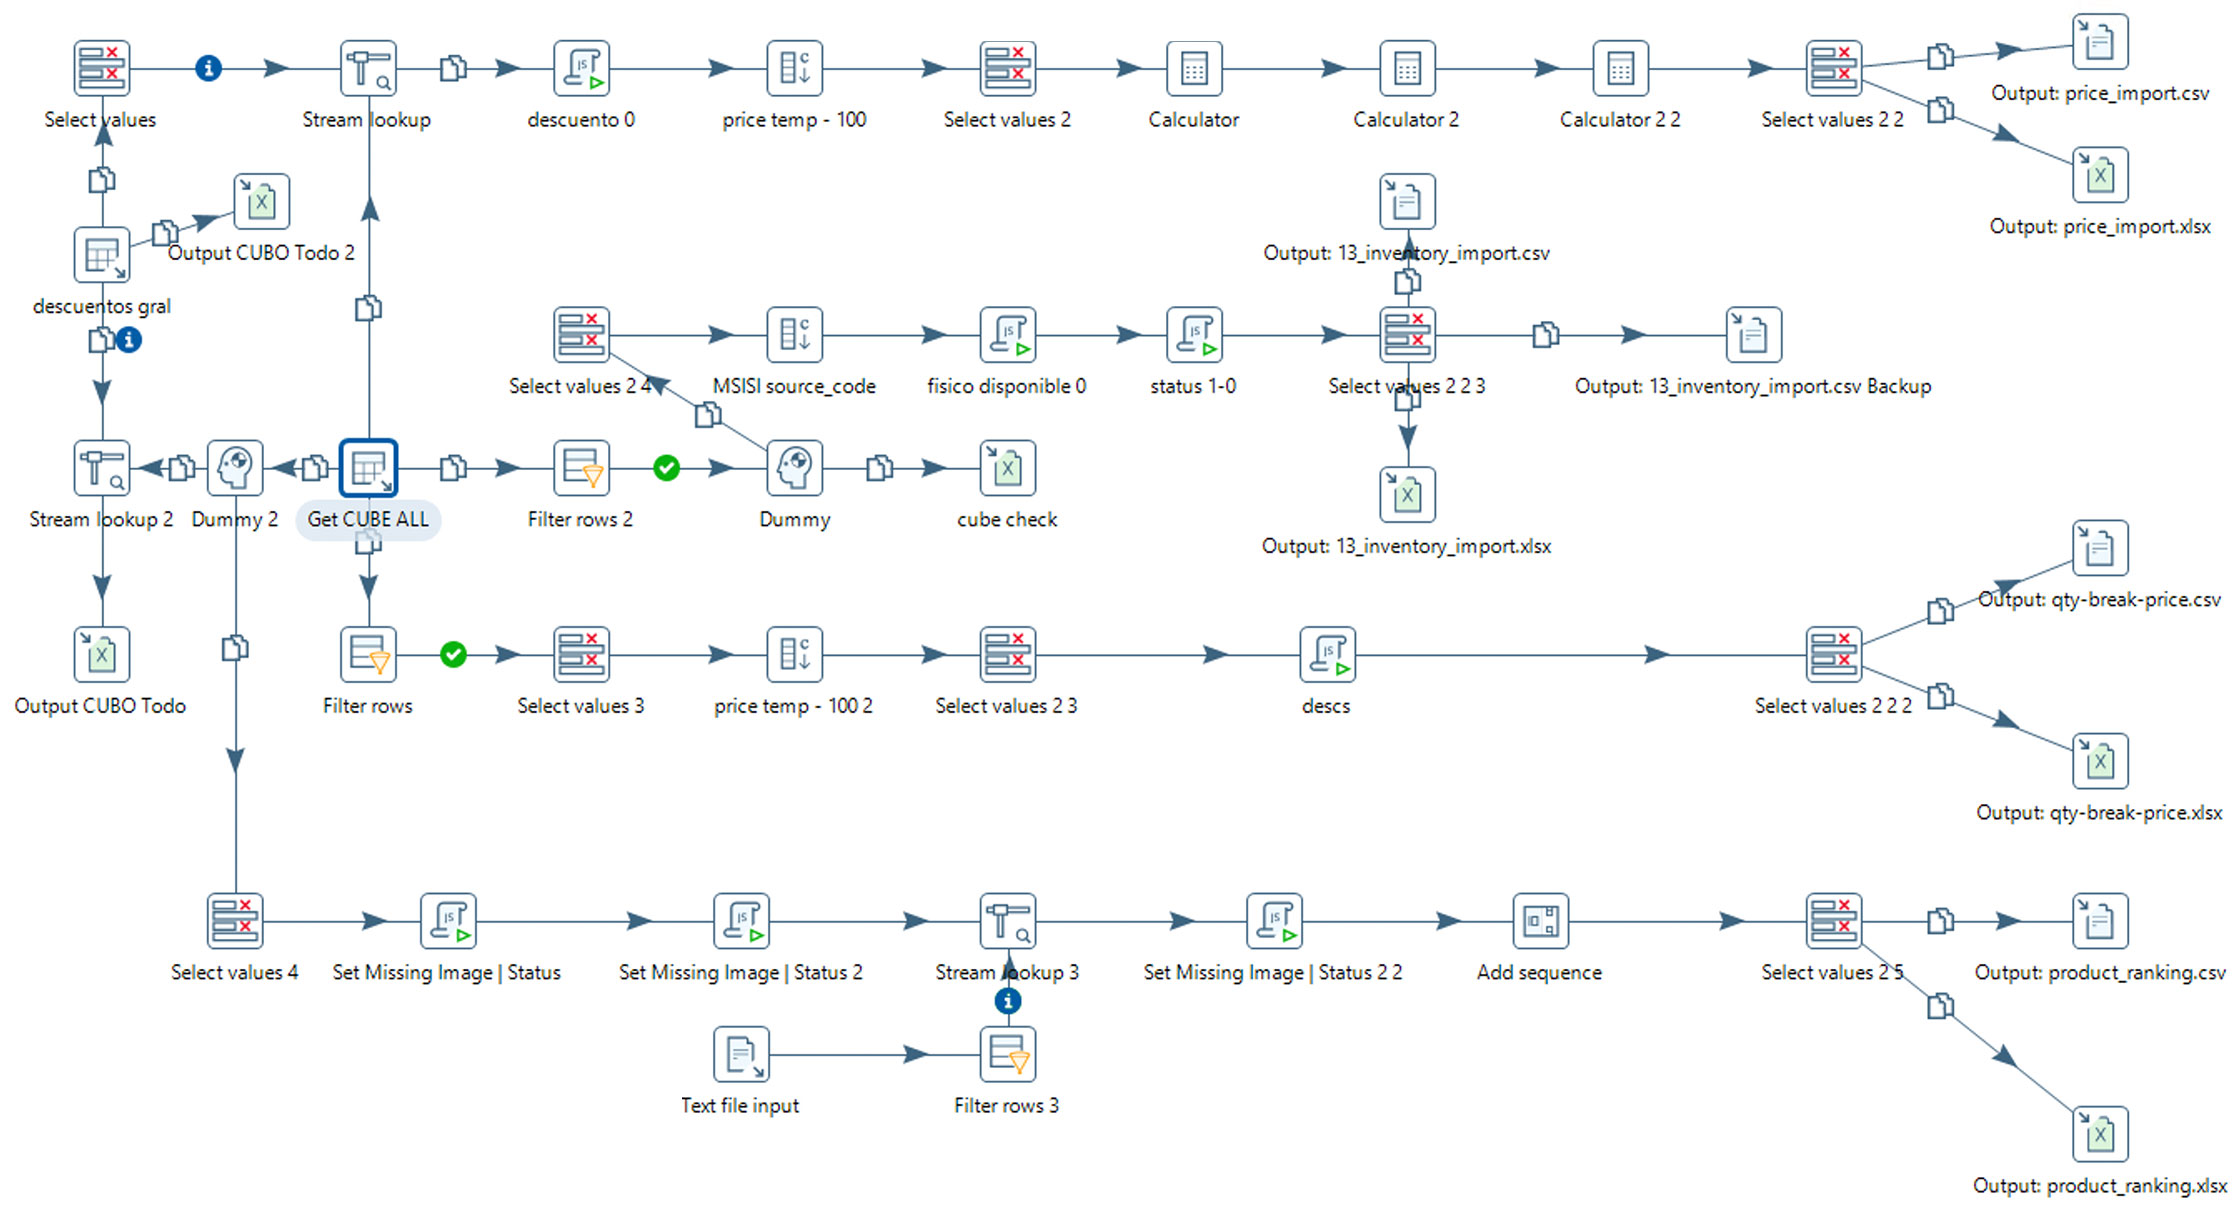 Select values
Stream lookup
descuento 0
price temp - 100
Select values 2
Calculator
Calculator 2
Calculator 2 2
Select values 2 2
Output: price_import.csv
Output: price_import.xlsx
Output CUBO Todo 2
descuentos gral
Output: 13_inventory_import.csv
Select values 2 4
MSISI source_code
fisico disponible 0
status 1-0
Select values 2 2 3
Output: 13_inventory_import.csv Backup
Stream lookup 2
Dummy 2
Get CUBE ALL
Filter rows 2
Dummy
cube check
Output: 13_inventory_import.xlsx
Output: qty-break-price.csv
Output CUBO Todo
Filter rows
Select values 3
price temp - 100 2
Select values 2 3
descs
Select values 2 2 2
Output: qty-break-price.xlsx
Select values 4
Set Missing Image | Status
Set Missing Image | Status 2
Stream lookup 3
Set Missing Image | Status 2 2
Add sequence
Select values 2 5
Output: product_ranking.csv
Text file input
Filter rows 3
Output: product_ranking.xlsx